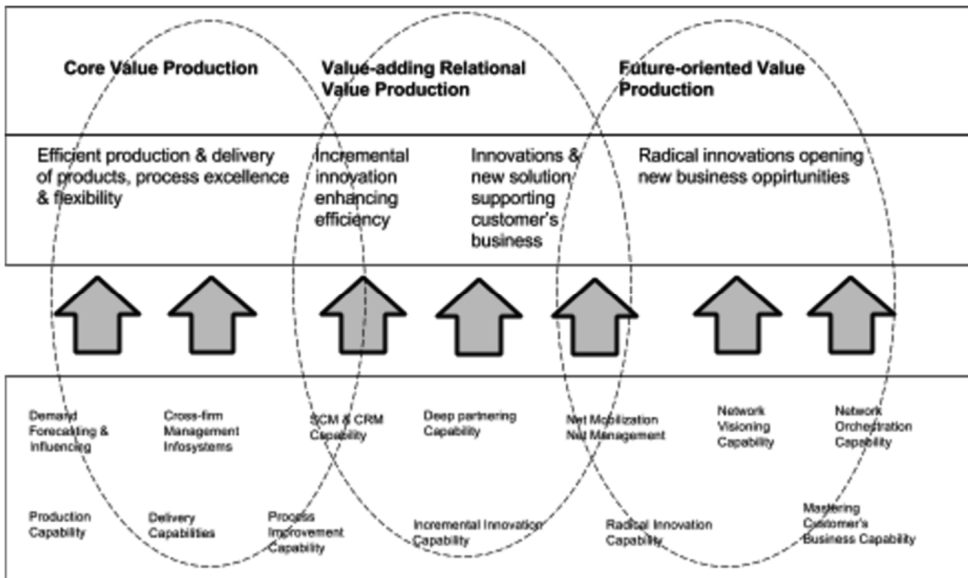 Core Value Production
Value-adding Relational
Value Production
Future-oriented Value
Production
Efficient production & delivery
of products, process excellence
& flexibility
Incremental
innovation
enhancing
efficiency
Innovations &
new solution
supporting
customer's
business
Radical innovations opening
new business oppirtunities
Demand
Forecasting &
Influencing
Cross-firm
Management
Infosystems
SCM & CRM
Capability
Deep partnering
Capability
Net Mobilization
Net Management
Network
Visioning
Capability
Network
Orchestration
Capability
Production
Capability
Delivery
Capabilities
Process
Improvement
Capability
Incremental Innovation
Capability
Radical Innovation
Capability
Mastering
Customer's
Business Capability